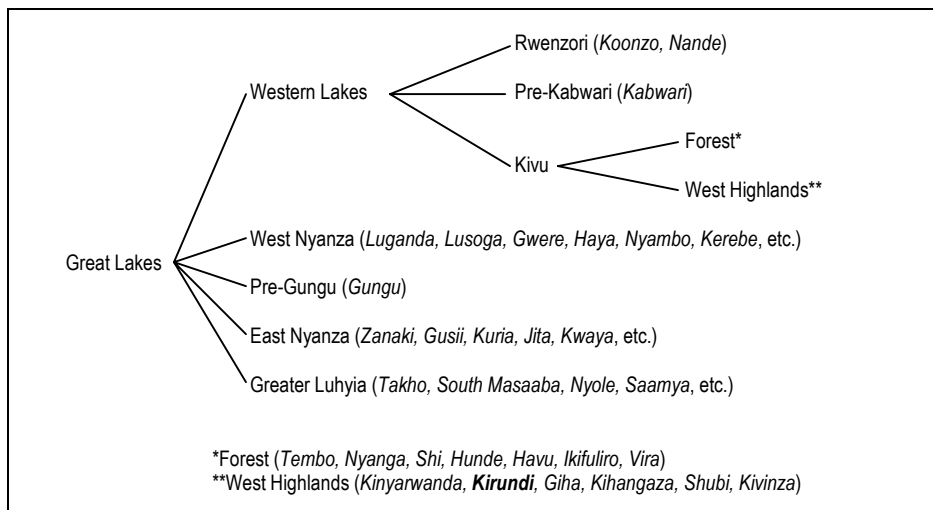 Rwenzori (Koonzo, Nande)
Western Lakes
Pre-Kabwari (Kabwari)
Forest*
Kivu
West Highlands**
West Nyanza (Luganda, Lusoga, Gwere, Haya, Nyambo, Kerebe, etc.)
Great Lakes
Pre-Gungu (Gungu)
East Nyanza (Zanaki, Gusii, Kuria, Jita, Kwaya, etc.)
Greater Luhyia (Takho, South Masaaba, Nyole, Saamya, etc.)
*Forest (Tembo, Nyanga, Shi, Hunde, Havu, Ikifuliro, Vira)
**West Highlands (Kinyarwanda, Kirundi, Giha, Kihangaza, Shubi, Kivinza)